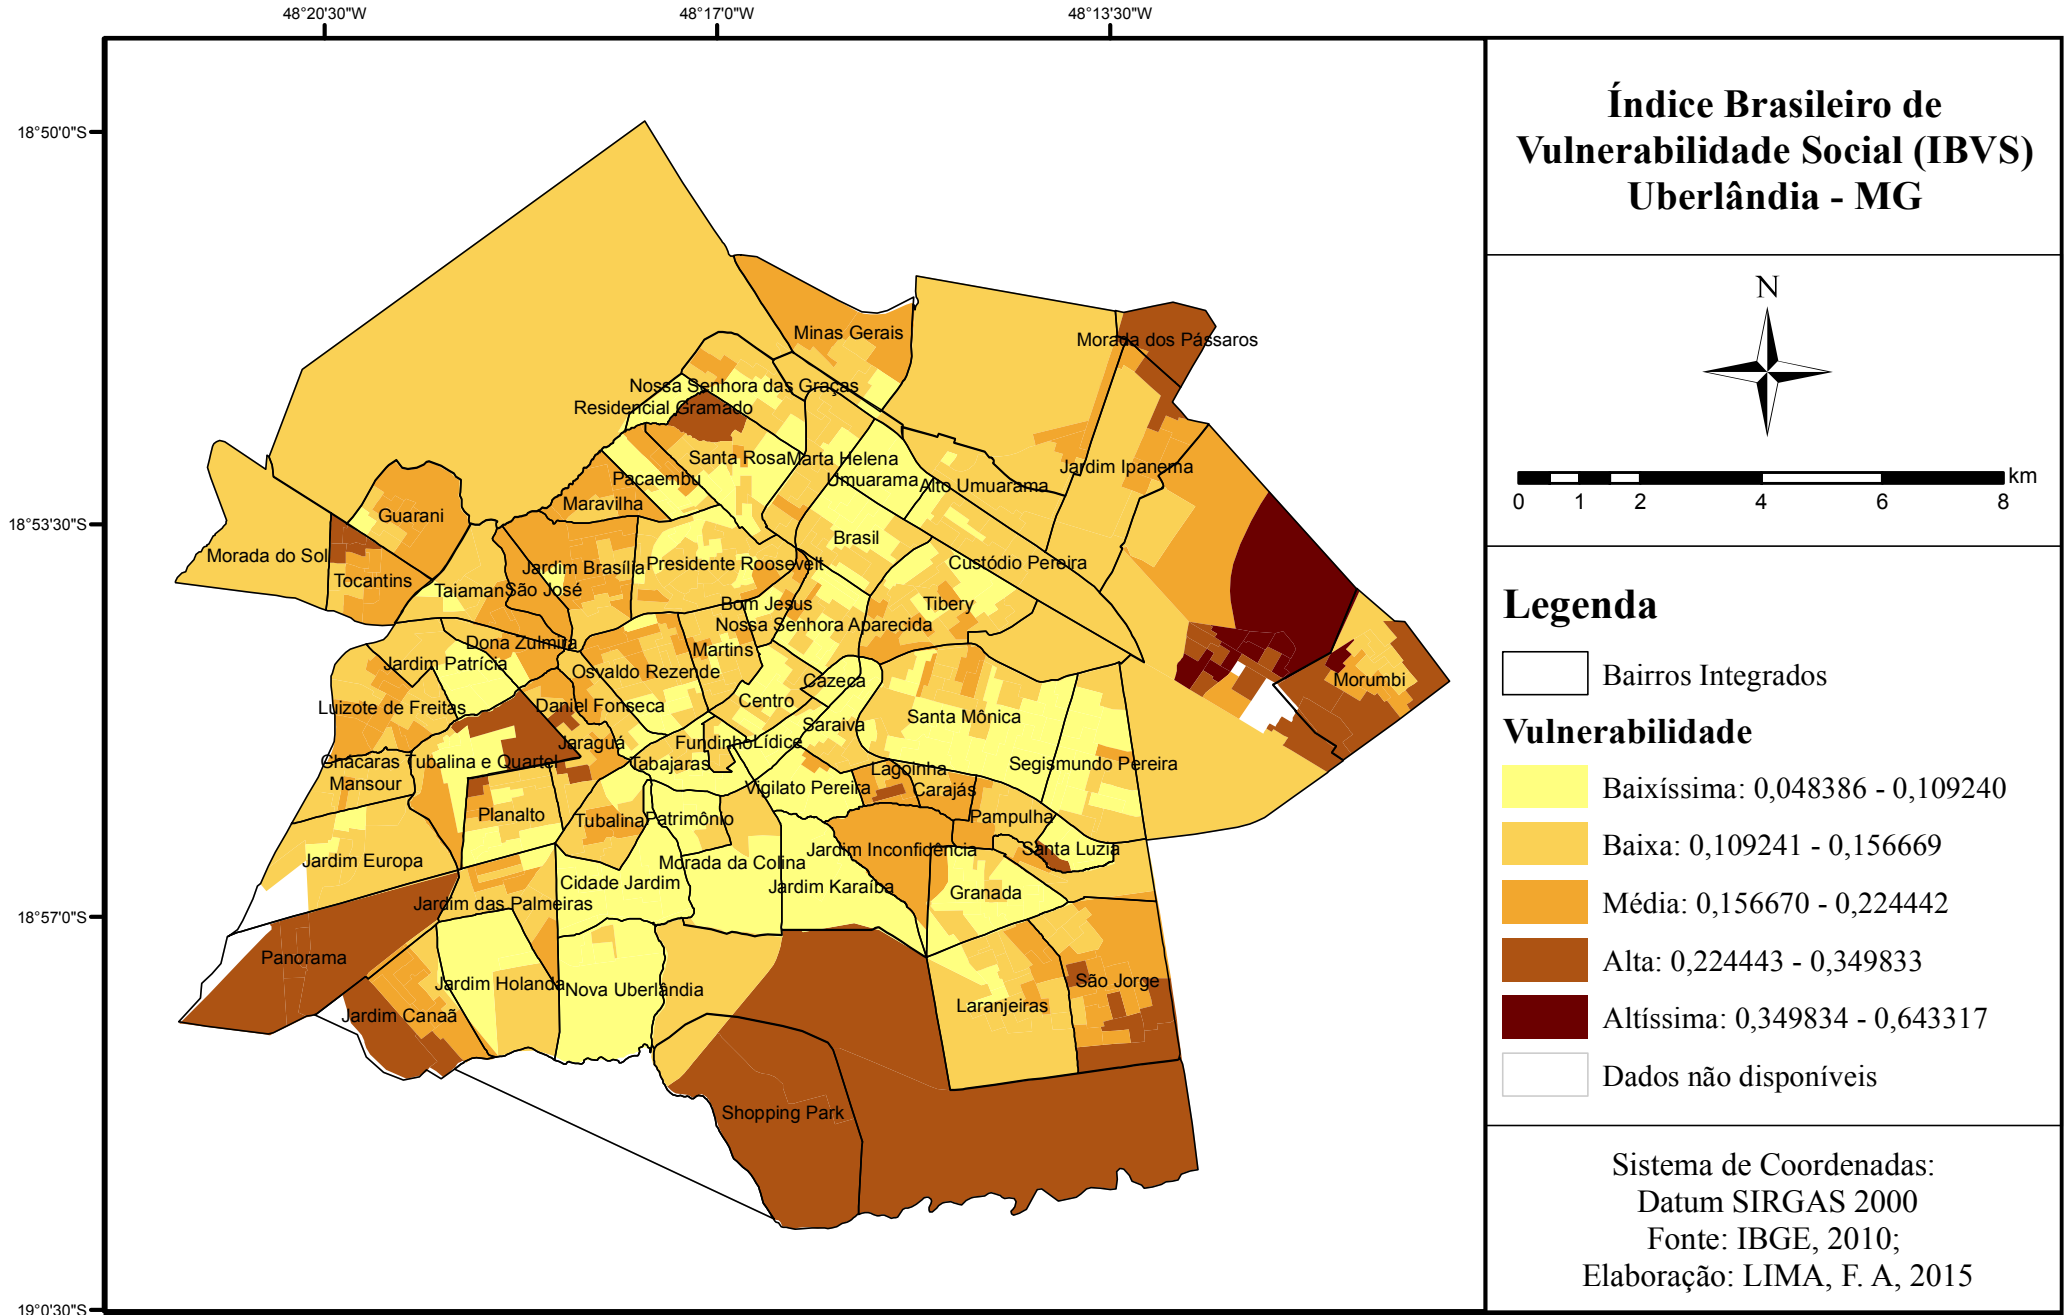 48°20'30"W
48°17'0"W
48°13'30"W
18°50'0"S
18°53'30"S
18°57'0"S
19°0'30"S
Minas Gerais
Morada dos Pássaros
Nossa Senhora das Graças
Residencial Gramado
Santa Rosa
Marta Helena
Jardim Ipanema
Pacaembu
Umuarama
Alto Umuarama
Maravilha
Guarani
Brasil
Morada do Sol
Jardim Brasília
Presidente Roosevelt
Custódio Pereira
Tocantins
Taiaman
São José
Bom Jesus
Tibery
Nossa Senhora Aparecida
Dona Zulmira
Martins
Jardim Patrícia
Osvaldo Rezende
Cazeca
Morumbi
Luizote de Freitas
Daniel Fonseca
Centro
Santa Mônica
Saraiva
Jaraguá
Fundinho
Lídice
Chácaras Tubalina e Quartel
Tabajaras
Lagoinha
Segismundo Pereira
Mansour
Vigilato Pereira
Carajás
Planalto
Tubalina
Patrimônio
Pampulha
Jardim Europa
Morada da Colina
Jardim Inconfidência
Santa Luzia
Cidade Jardim
Jardim Karaíba
Granada
Jardim das Palmeiras
Panorama
Jardim Holanda
Nova Uberlândia
São Jorge
Jardim Canaã
Laranjeiras
Shopping Park
Índice Brasileiro de
Vulnerabilidade Social (IBVS)
Uberlândia - MG
N
km
0 1 2 4 6 8
Legenda
Bairros Integrados
Vulnerabilidade
Baixíssima: 0,048386 - 0,109240
Baixa: 0,109241 - 0,156669
Média: 0,156670 - 0,224442
Alta: 0,224443 - 0,349833
Altíssima: 0,349834 - 0,643317
Dados não disponíveis
Sistema de Coordenadas:
Datum SIRGAS 2000
Fonte: IBGE, 2010;
Elaboração: LIMA, F. A, 2015